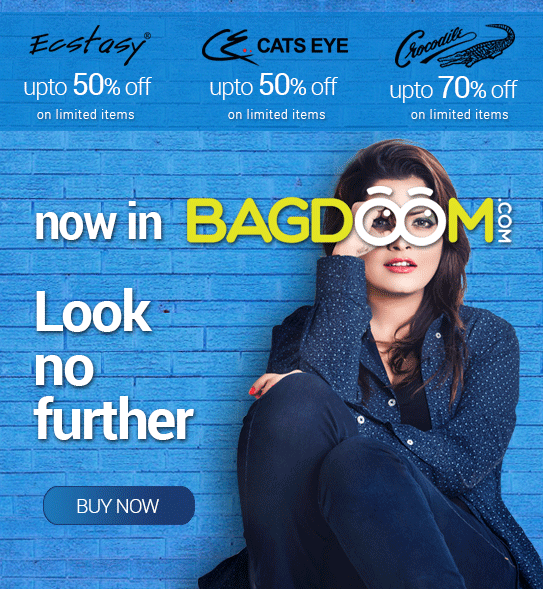 Ecstasy®
upto 50% off
on limited items
CATS EYE
upto 50% off
on limited items
Crocodile
upto 70% off
on limited items
now in BAGDOOM.COM
Look
no
further
BUY NOW